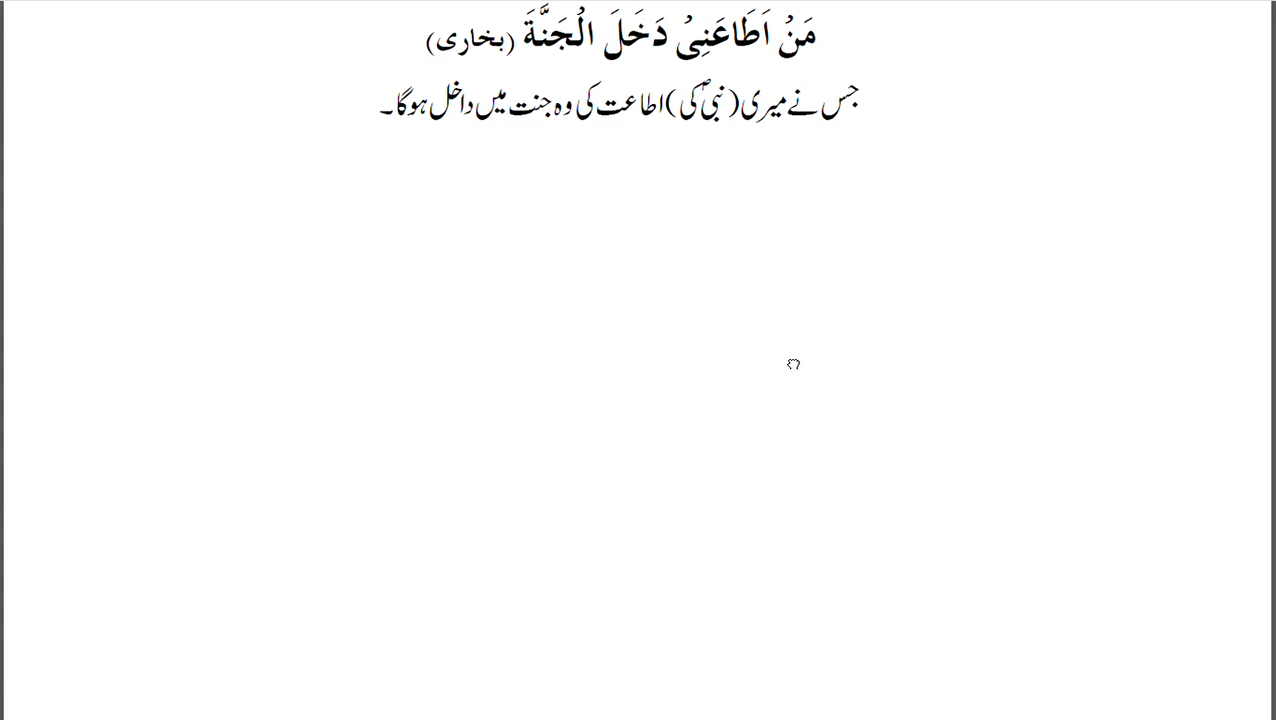 مَنْ اَطَاعَنِیْ دَخَلَ الْجَنَّةَ (بخاری)
جس نے میری (نبیؐ کی) اطاعت کی وہ جنت میں داخل ہوگا۔